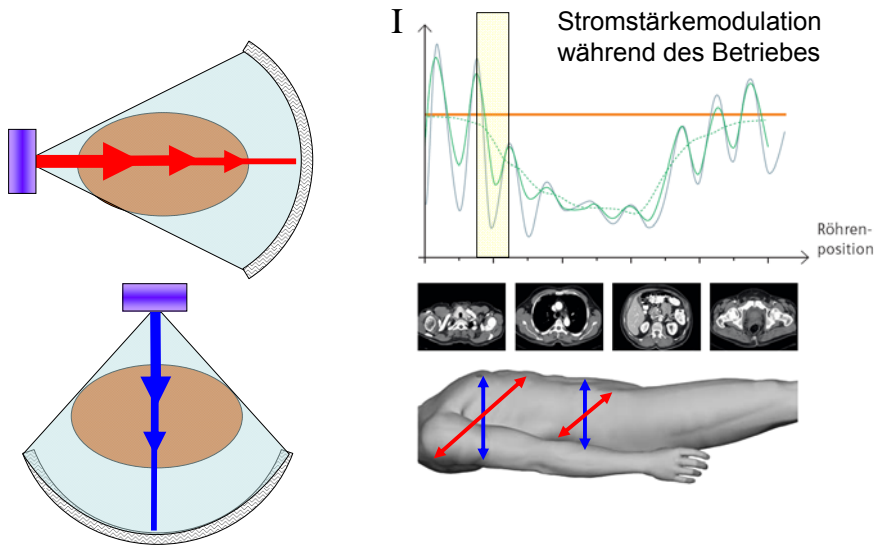 I
Stromstärkemodulation
während des Betriebes
Röhren-
position